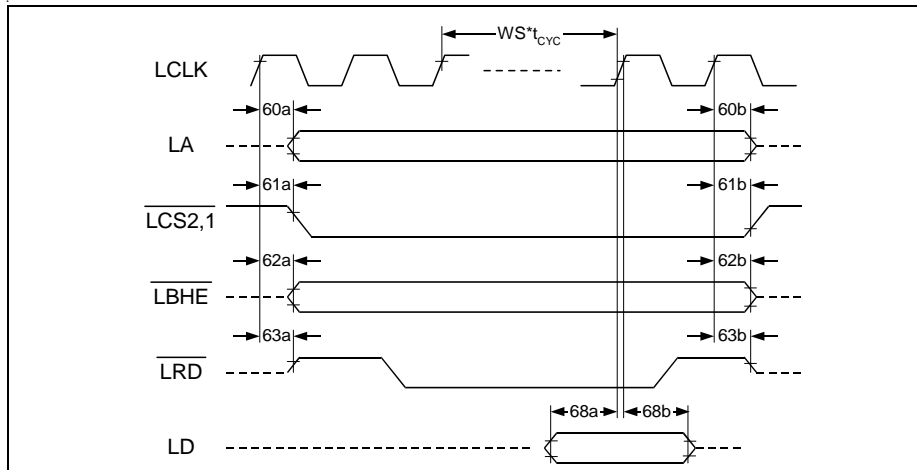 WS*tCYC
LCLK
60a 60b
LA
61a 61b
LCS2,1
62a 62b
LBHE
63a 63b
LRD
68a 68b
LD